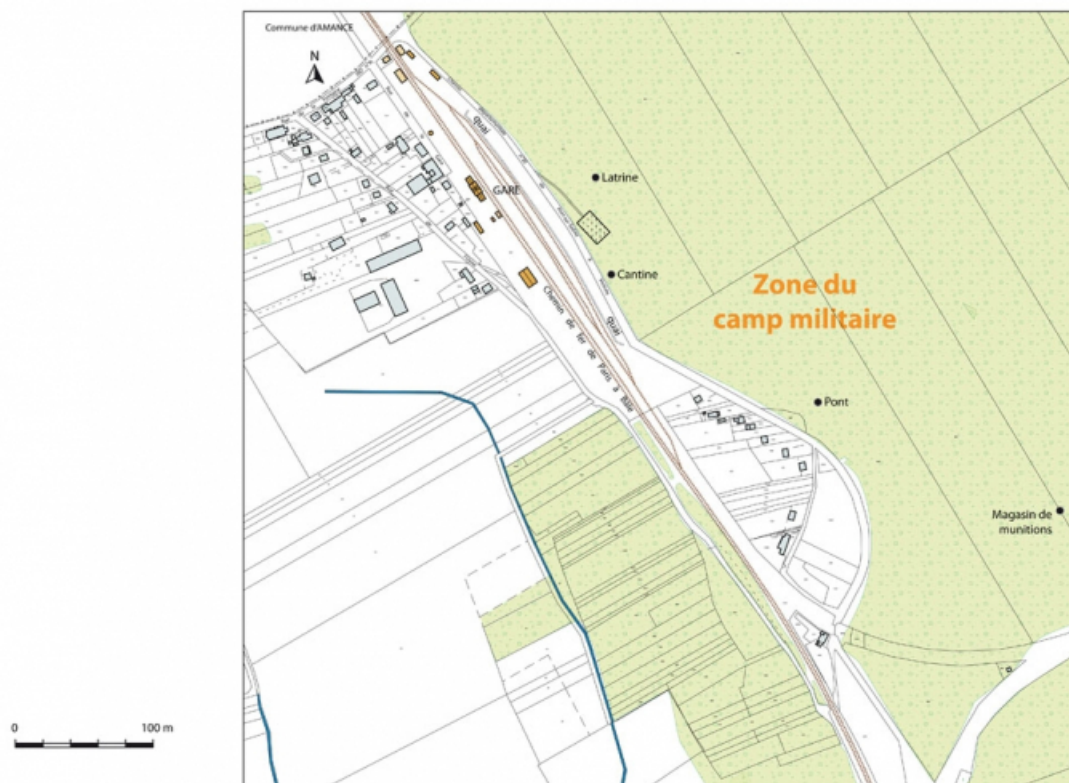 Commune d'AMANCE
N
quai
GARE
Latrine
Cantine
Zone du
camp militaire
quai
Chemin de fer de Paris à Bâle
Pont
Magasin de
munitions
0
100 m